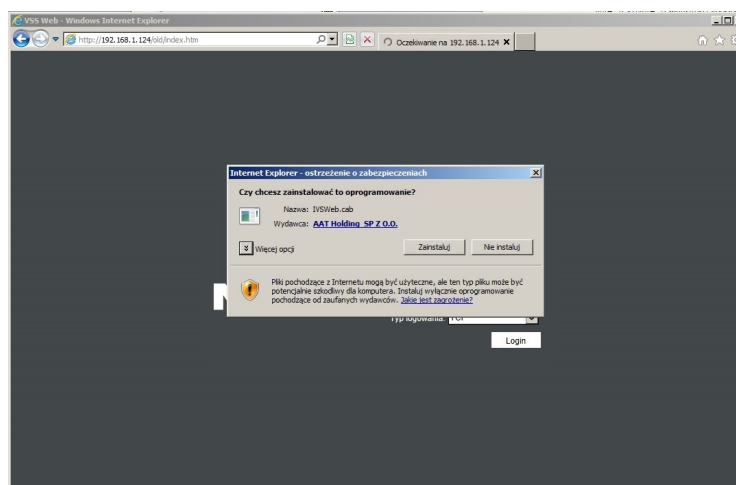 VSS Web - Windows Internet Explorer
http://192.168.1.124/old/index.htm
Oczekiwanie na 192.168.1.124
Internet Explorer - ostrzeżenie o zabezpieczeniach
Czy chcesz zainstalować to oprogramowanie?
Nazwa: IVSWeb.cab
Wydawca: AAT Holding SP Z O.O.
Więcej opcji
Zainstaluj
Nie instaluj
Pliki pochodzące z Internetu mogą być użyteczne, ale ten typ pliku może być
potencjalnie szkodliwy dla komputera. Instaluj wyłącznie oprogramowanie
pochodzące od zaufanych wydawców. Jakie jest zagrożenie?
Typ logowania: TCP
Login